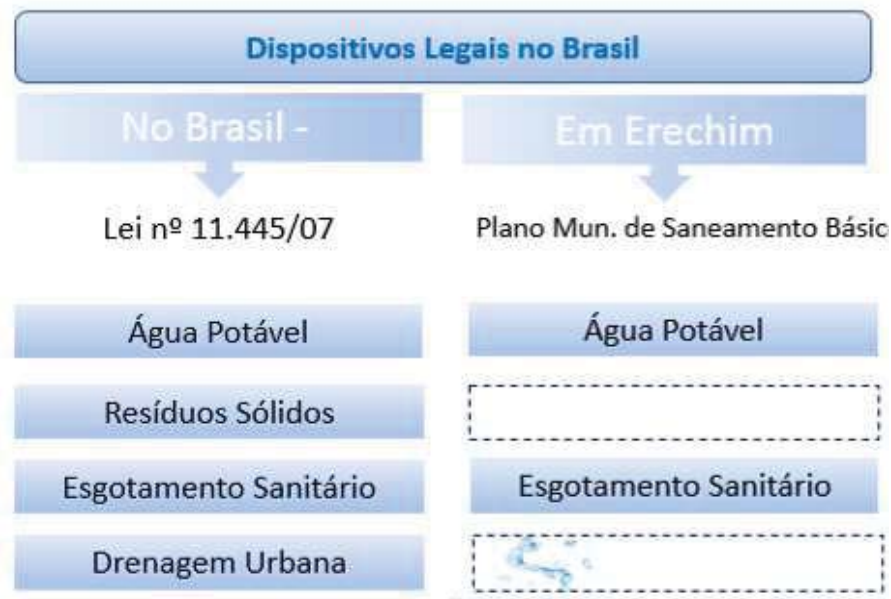 Dispositivos Legais no Brasil
No Brasil -
Em Erechim
Lei nº 11.445/07
Plano Mun. de Saneamento Básic
Água Potável
Água Potável
Resíduos Sólidos
Esgotamento Sanitário
Esgotamento Sanitário
Drenagem Urbana